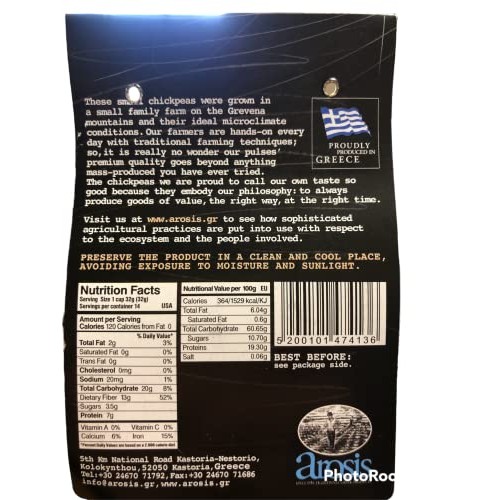 These small chickpeas were grown in
a small family farm on the Grevena
mountains and their ideal microclimate
conditions. Our farmers are hands-on every
day with traditional farming techniques;
so, it is really no wonder our pulses'
premium quality goes beyond anything
mass-produced you have ever tried.
The chickpeas we are proud to call our own taste so
good because they embody our philosophy: to always
produce goods of value, the right way, at the right time.
PROUDLY
PRODUCED IN
GREECE
Visit us at www.arosis.gr to see how sophisticated
agricultural practices are put into use with respect
to the ecosystem and the people involved.
PRESERVE THE PRODUCT IN A CLEAN AND COOL PLACE,
AVOIDING EXPOSURE TO MOISTURE AND SUNLIGHT.
Nutrition Facts
Serving Size 1 cup 32g (32g)
Servings per container 14 USA
Amount per Serving
Calories 120 Calories from Fat 0
% Daily Value*
Total Fat 2g 3%
Saturated Fat 0g 0%
Trans Fat 0g 0%
Cholesterol 0mg 0%
Sodium 20mg 1%
Total Carbohydrate 20g 8%
Dietary Fiber 13g 52%
Sugars 3.5g
Protein 7g
Vitamin A 0% Vitamin C 0%
Calcium 6% Iron 15%
*Percent Daily Values are based on a 2.000 calorie diet
Nutritional Value per 100g EU
Calories 364/1529 kcal/KJ
Total Fat 6.04g
Saturated Fat 0.6g
Total Carbohydrate 60.65g
Sugars 10.70g
Proteins 19.30g
Salt 0.06g
5 200101 474136
BEST BEFORE:
see package side.
5th Km National Road Kastoria-Nestorio,
Kolokynthou, 52050 Kastoria, Greece
Tel:+30 24670 71792, Fax:+30 24670 71686
info@arosis.gr, www.arosis.gr
arosis
PhotoRoo